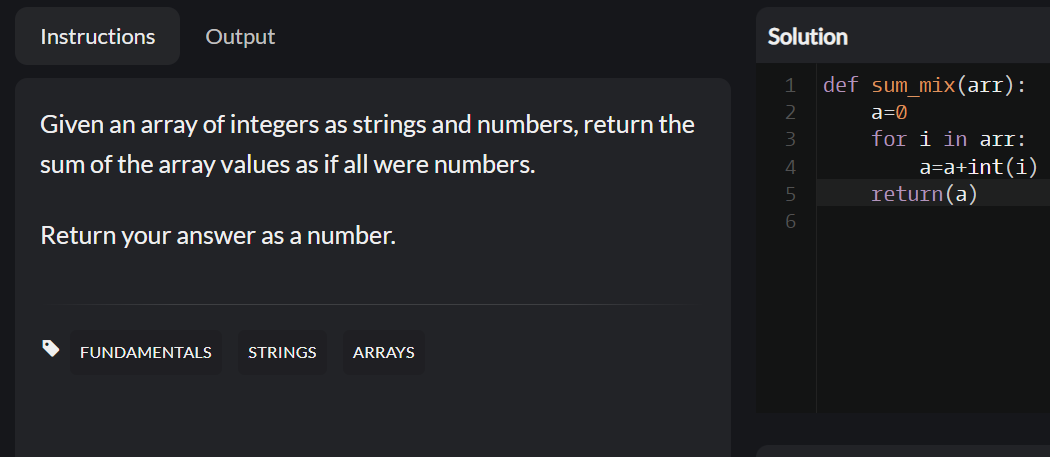 Instructions
Output
Given an array of integers as strings and numbers, return the
sum of the array values as if all were numbers.
Return your answer as a number.
FUNDAMENTALS
STRINGS
ARRAYS
Solution
1 def sum_mix(arr):
2     a=0
3     for i in arr:
4         a=a+int(i)
5     return(a)
6